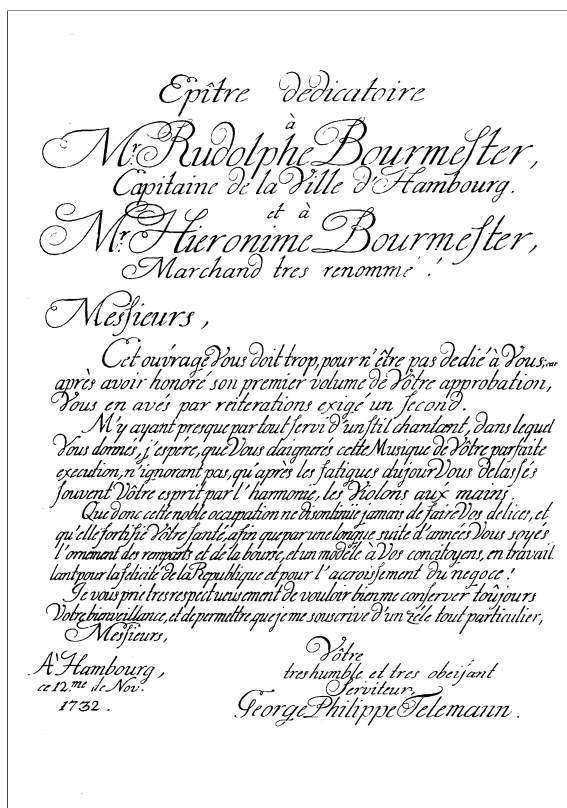 Epître dédicatoire
à
Mr. Rudolphe Bourmeſter,
Capitaine de la Ville d'Hambourg.
et à
Mr. Hieronime Bourmeſter,
Marchand tres renommé!
Meſſieurs,
Cet ouvrage Vous doit trop, pour n'être pas dedié à Vous; car
après avoir honoré son premier volume de Vôtre approbation,
Vous en avés par reiterations exigé un ſecond.
M'y ayant presque par tout ſervi d'un ſtil chantant, dans lequel
Vous donnés, j'espére, que Vous daignerés cette Musique de Vôtre parfaite
execution, n'ignorant pas, qu'après les fatigues du jour Vous delaſſés
ſouvent Vôtre esprit par l'harmonie, les Violons aux mains.
Que donc cette noble occupation ne disontinüe jamais de faire Vos delices, et
qu'elle fortifie Vôtre ſanté, afin que par une longue suite d'années Vous soyés
l'ornément des remparts et de la bourſe, et un modèle à Vos concitoyens, en travail
lant pour la felicité de la Republique et pour l'accroiſſement du negoce!
Je vous prie tres respectueusement de vouloir bien me conſerver toûjours
Votre bienveillance, et de permettre, que je me souscrive d'un zéle tout particulier,
Meſſieurs,
Vôtre
tres humble et tres obeiſſant
Serviteur,
George Philippe Telemann.
A Hambourg,
ce 12.me de Nov.
1732.